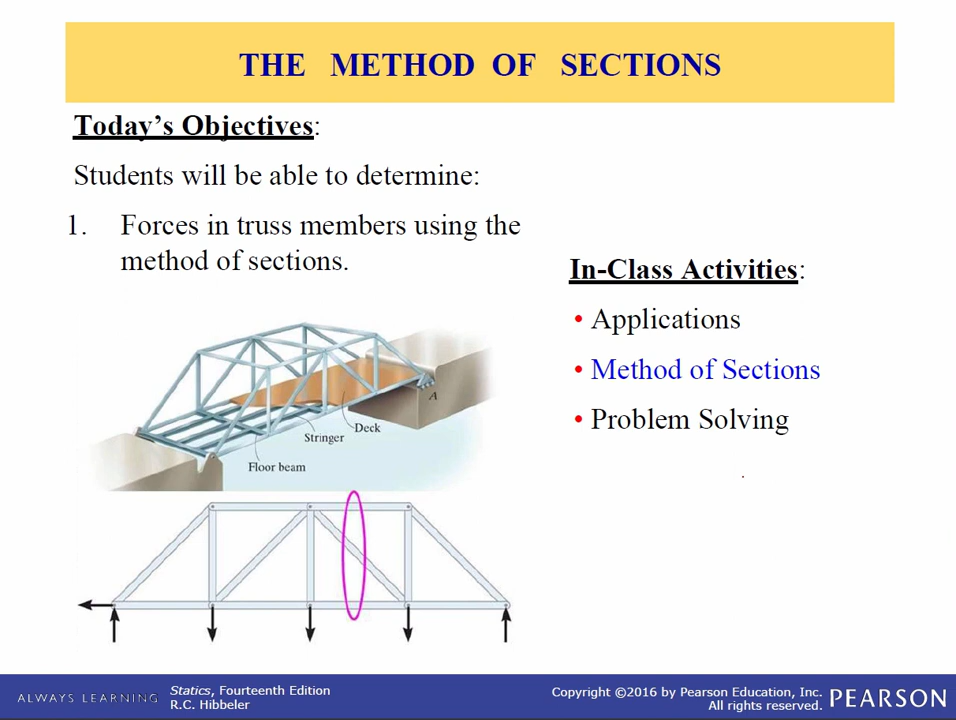 THE METHOD OF SECTIONS
Today’s Objectives:
Students will be able to determine:
1. Forces in truss members using the
method of sections.
In-Class Activities:
• Applications
• Method of Sections
• Problem Solving
A
Deck
Stringer
Floor beam
ALWAYS LEARNING
Statics, Fourteenth Edition
R.C. Hibbeler
Copyright ©2016 by Pearson Education, Inc.
All rights reserved.
PEARSON